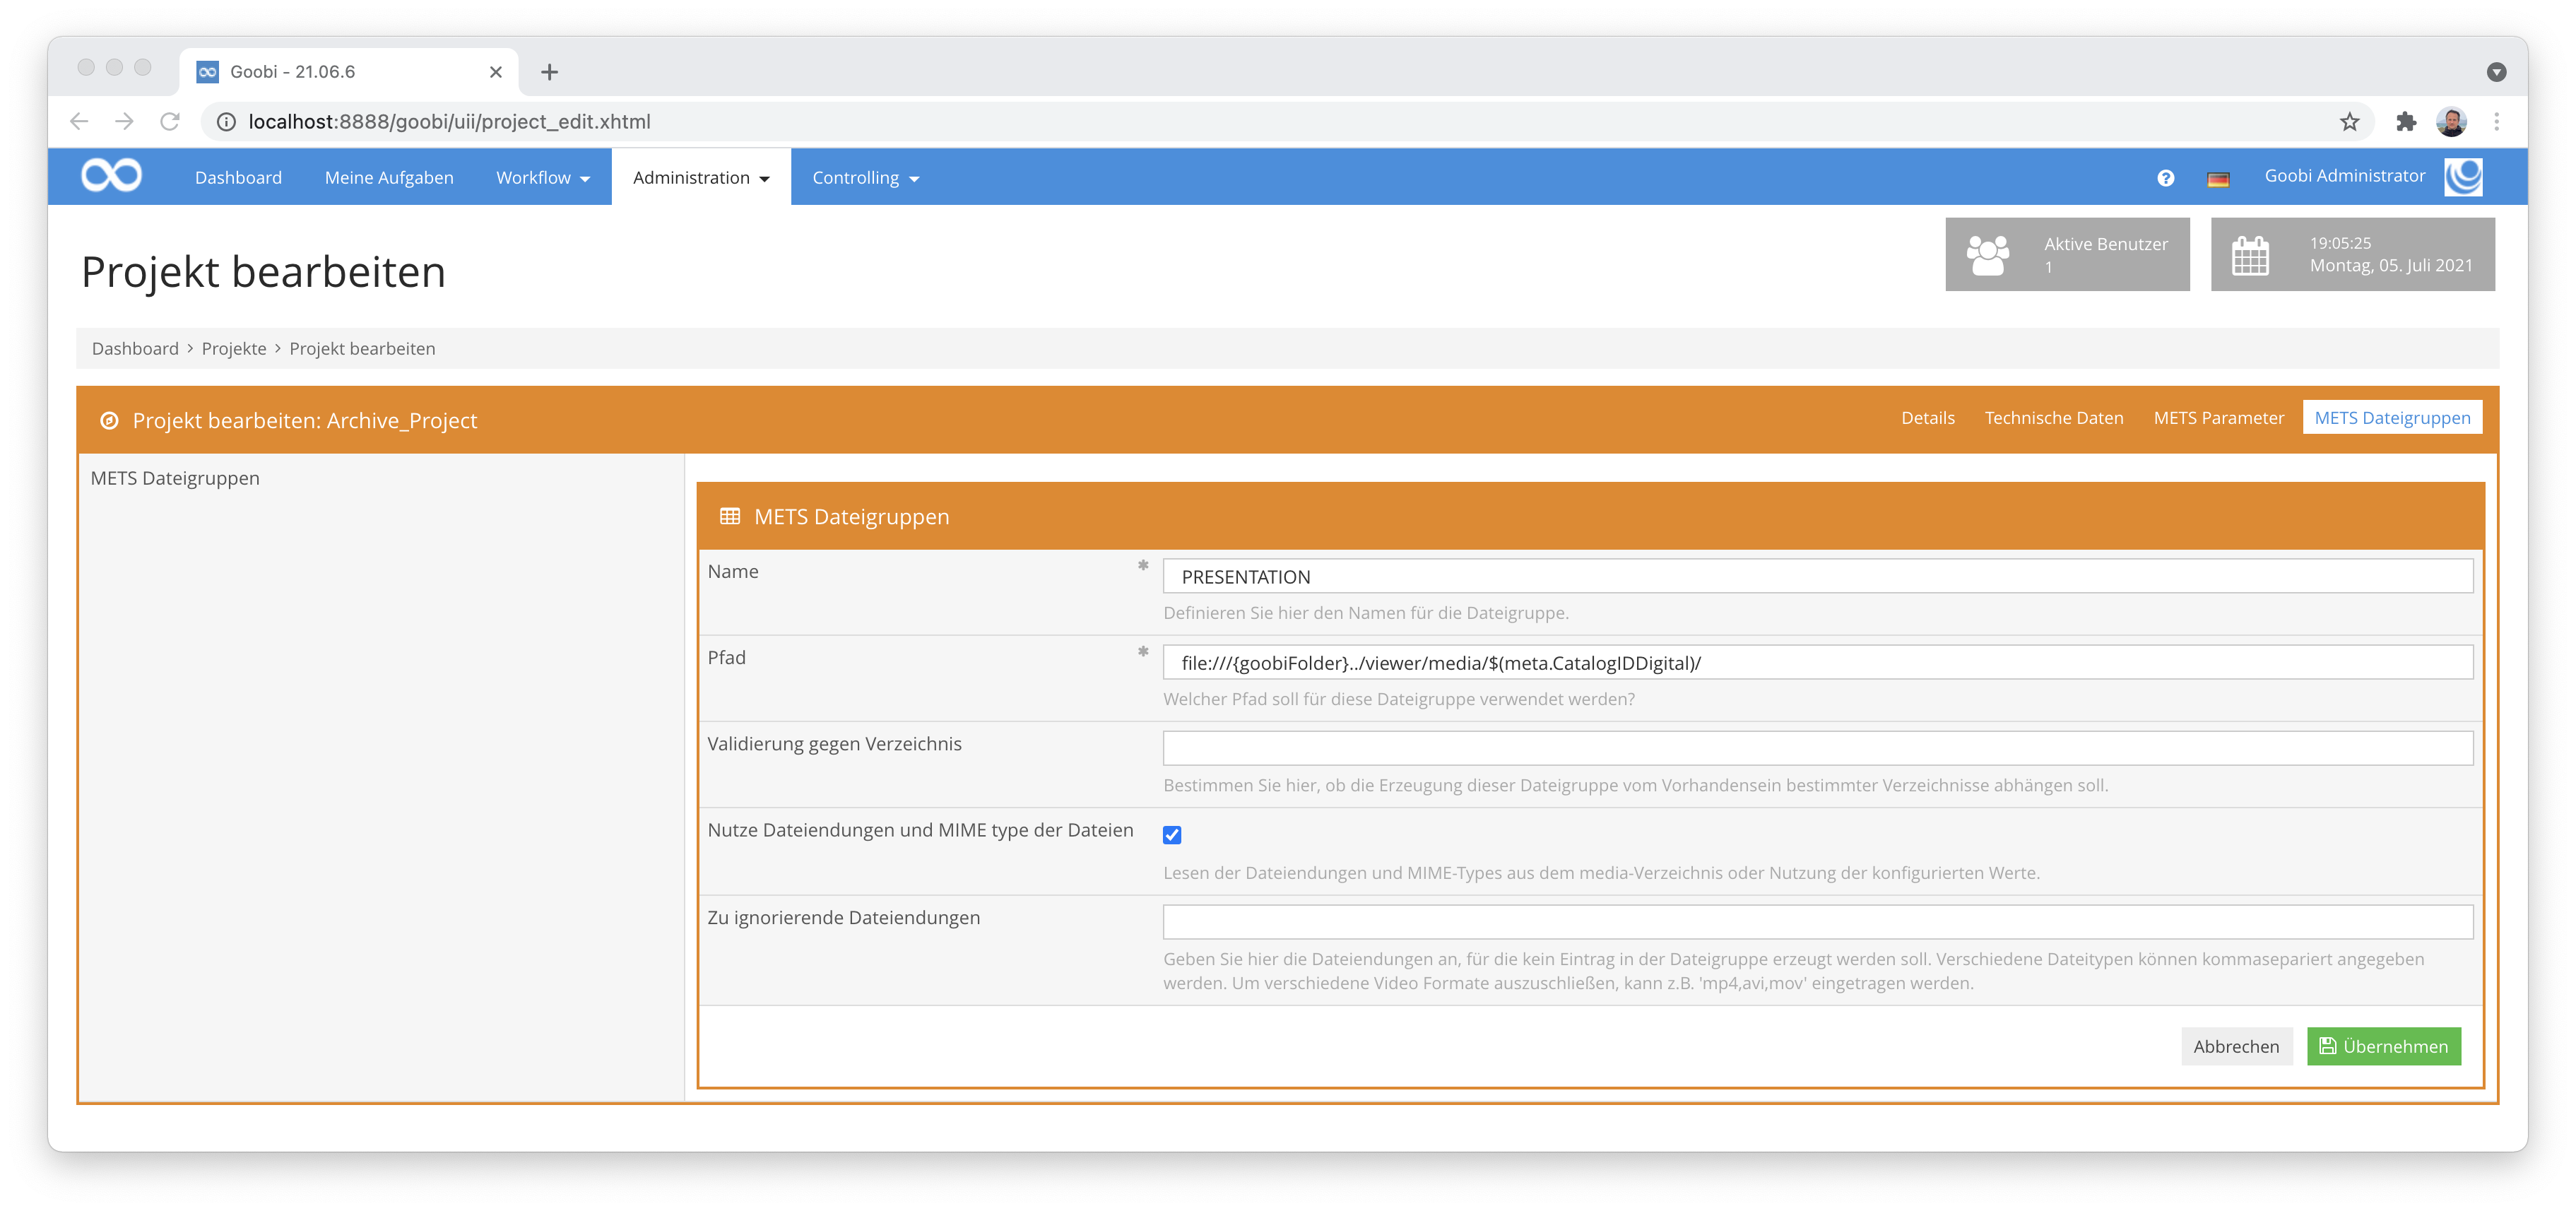 Goobi - 21.06.6
localhost:8888/goobi/uii/project_edit.xhtml
Dashboard Meine Aufgaben Workflow Administration Controlling Goobi Administrator
Projekt bearbeiten
Aktive Benutzer
1
19:05:25
Montag, 05. Juli 2021
Dashboard > Projekte > Projekt bearbeiten
Projekt bearbeiten: Archive_Project
Details Technische Daten METS Parameter METS Dateigruppen
METS Dateigruppen
METS Dateigruppen
Name * PRESENTATION
Definieren Sie hier den Namen für die Dateigruppe.
Pfad * file:///{goobiFolder}../viewer/media/$(meta.CatalogIDDigital)/
Welcher Pfad soll für diese Dateigruppe verwendet werden?
Validierung gegen Verzeichnis
Bestimmen Sie hier, ob die Erzeugung dieser Dateigruppe vom Vorhandensein bestimmter Verzeichnisse abhängen soll.
Nutze Dateiendungen und MIME type der Dateien
Lesen der Dateiendungen und MIME-Types aus dem media-Verzeichnis oder Nutzung der konfigurierten Werte.
Zu ignorierende Dateiendungen
Geben Sie hier die Dateiendungen an, für die kein Eintrag in der Dateigruppe erzeugt werden soll. Verschiedene Dateitypen können kommasepariert angegeben
werden. Um verschiedene Video Formate auszuschließen, kann z.B. 'mp4,avi,mov' eingetragen werden.
Abbrechen Übernehmen